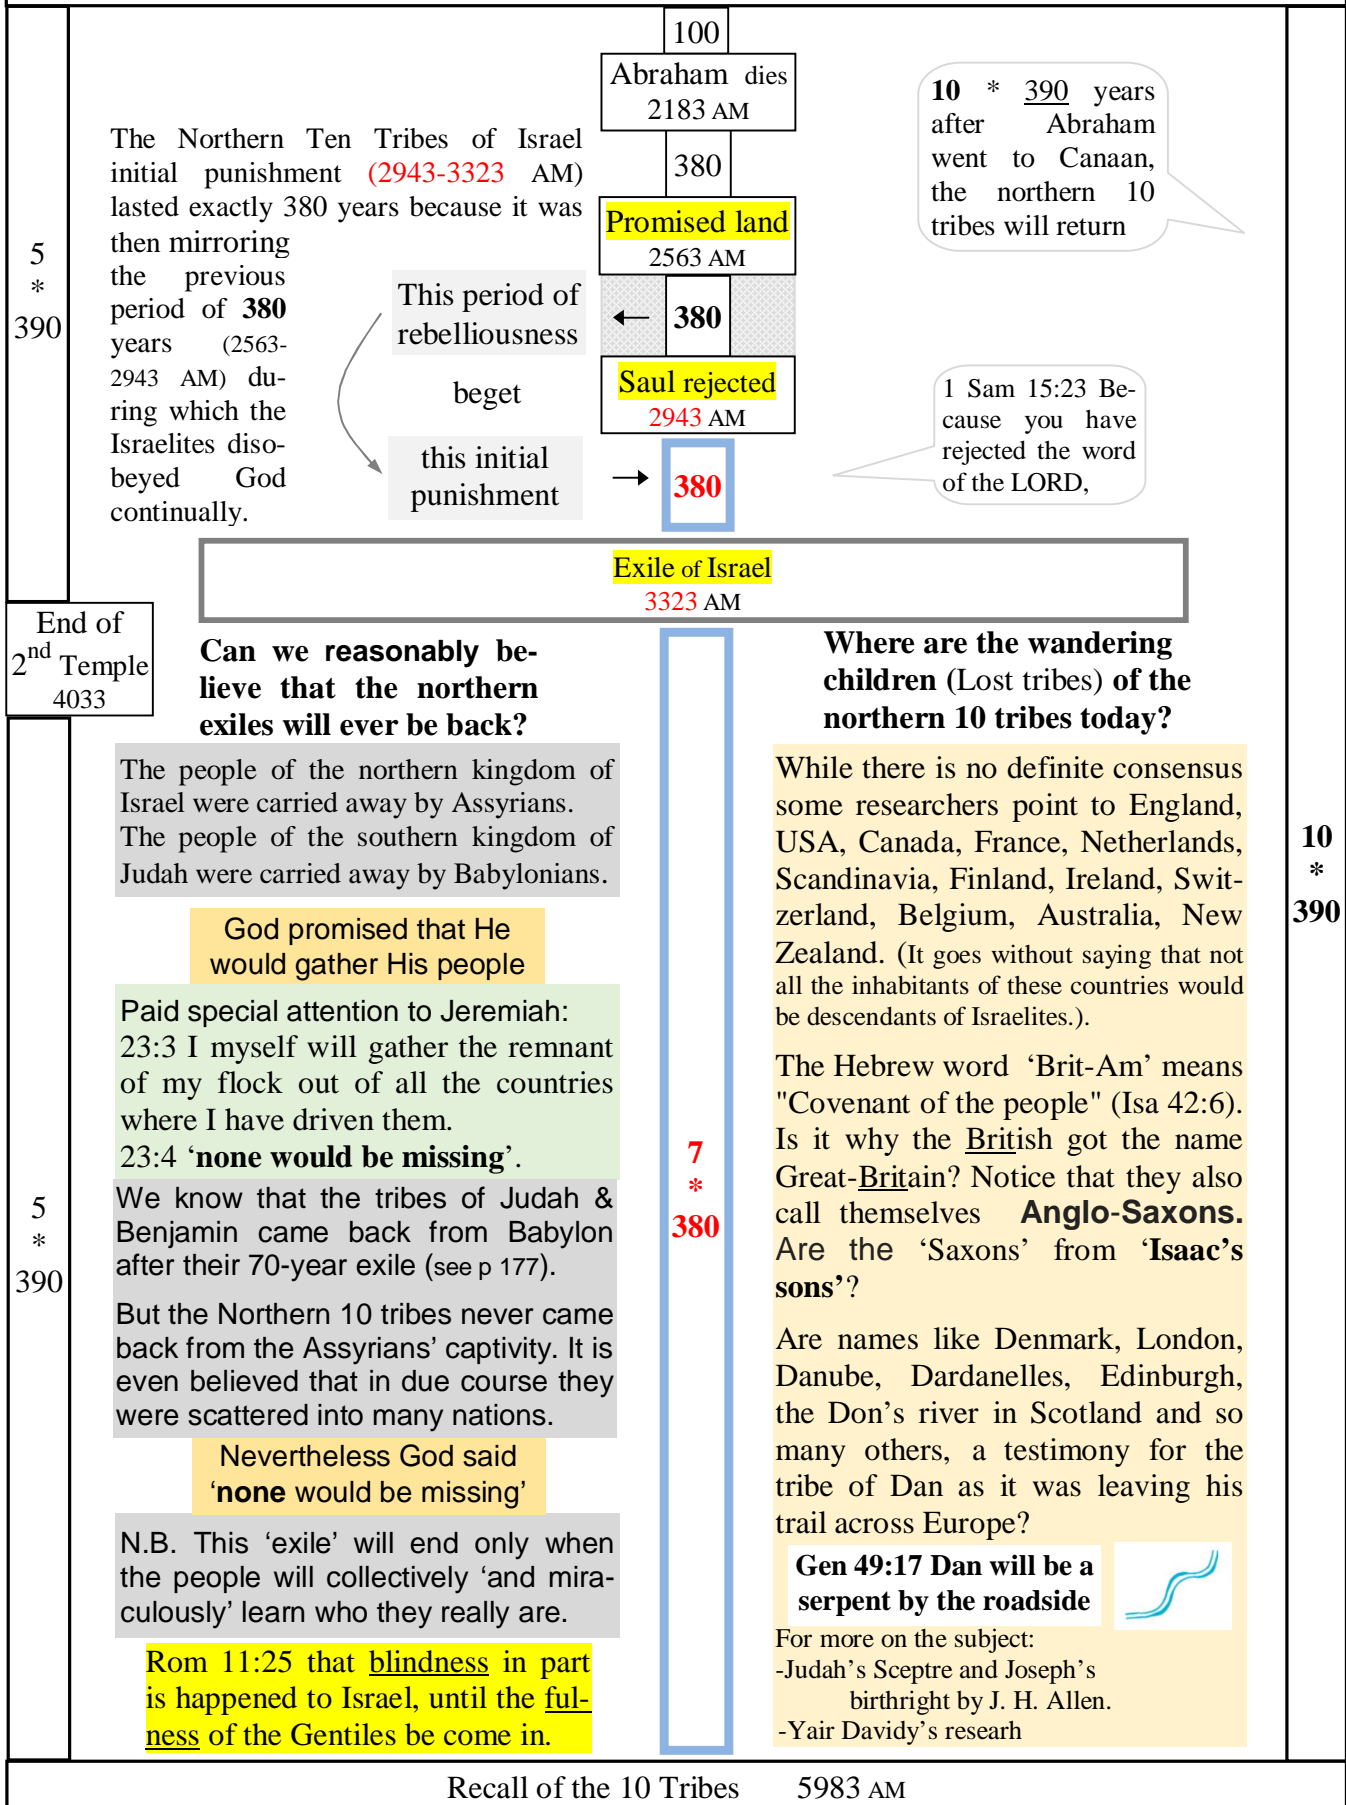 100
Abraham dies
2183 AM
380
Promised land
2563 AM
380
Saul rejected
2943 AM
380
10 * 390 years
after Abraham
went to Canaan,
the northern 10
tribes will return
The Northern Ten Tribes of Israel
initial punishment (2943-3323 AM)
lasted exactly 380 years because it was
then mirroring
the previous
period of 380
years (2563-
2943 AM) du-
ring which the
Israelites diso-
beyed God
continually.
This period of
rebelliousness
beget
this initial
punishment
1 Sam 15:23 Be-
cause you have
rejected the word
of the LORD,
5
*
390
Exile of Israel
3323 AM
End of
2nd Temple
4033
Can we reasonably be-
lieve that the northern
exiles will ever be back?
The people of the northern kingdom of
Israel were carried away by Assyrians.
The people of the southern kingdom of
Judah were carried away by Babylonians.
God promised that He
would gather His people
Paid special attention to Jeremiah:
23:3 I myself will gather the remnant
of my flock out of all the countries
where I have driven them.
23:4 ‘none would be missing’.
We know that the tribes of Judah &
Benjamin came back from Babylon
after their 70-year exile (see p 177).
But the Northern 10 tribes never came
back from the Assyrians’ captivity. It is
even believed that in due course they
were scattered into many nations.
Nevertheless God said
‘none would be missing’
N.B. This ‘exile’ will end only when
the people will collectively ‘and mira-
culously’ learn who they really are.
Rom 11:25 that blindness in part
is happened to Israel, until the ful-
ness of the Gentiles be come in.
5
*
390
7
*
380
Where are the wandering
children (Lost tribes) of the
northern 10 tribes today?
While there is no definite consensus
some researchers point to England,
USA, Canada, France, Netherlands,
Scandinavia, Finland, Ireland, Swit-
zerland, Belgium, Australia, New
Zealand. (It goes without saying that not
all the inhabitants of these countries would
be descendants of Israelites.).
The Hebrew word ‘Brit-Am’ means
"Covenant of the people" (Isa 42:6).
Is it why the British got the name
Great-Britain? Notice that they also
call themselves Anglo-Saxons.
Are the ‘Saxons’ from ‘Isaac’s
sons’?
Are names like Denmark, London,
Danube, Dardanelles, Edinburgh,
the Don’s river in Scotland and so
many others, a testimony for the
tribe of Dan as it was leaving his
trail across Europe?
Gen 49:17 Dan will be a
serpent by the roadside
For more on the subject:
-Judah’s Sceptre and Joseph’s
birthright by J. H. Allen.
-Yair Davidy’s researh
10
*
390
Recall of the 10 Tribes 5983 AM